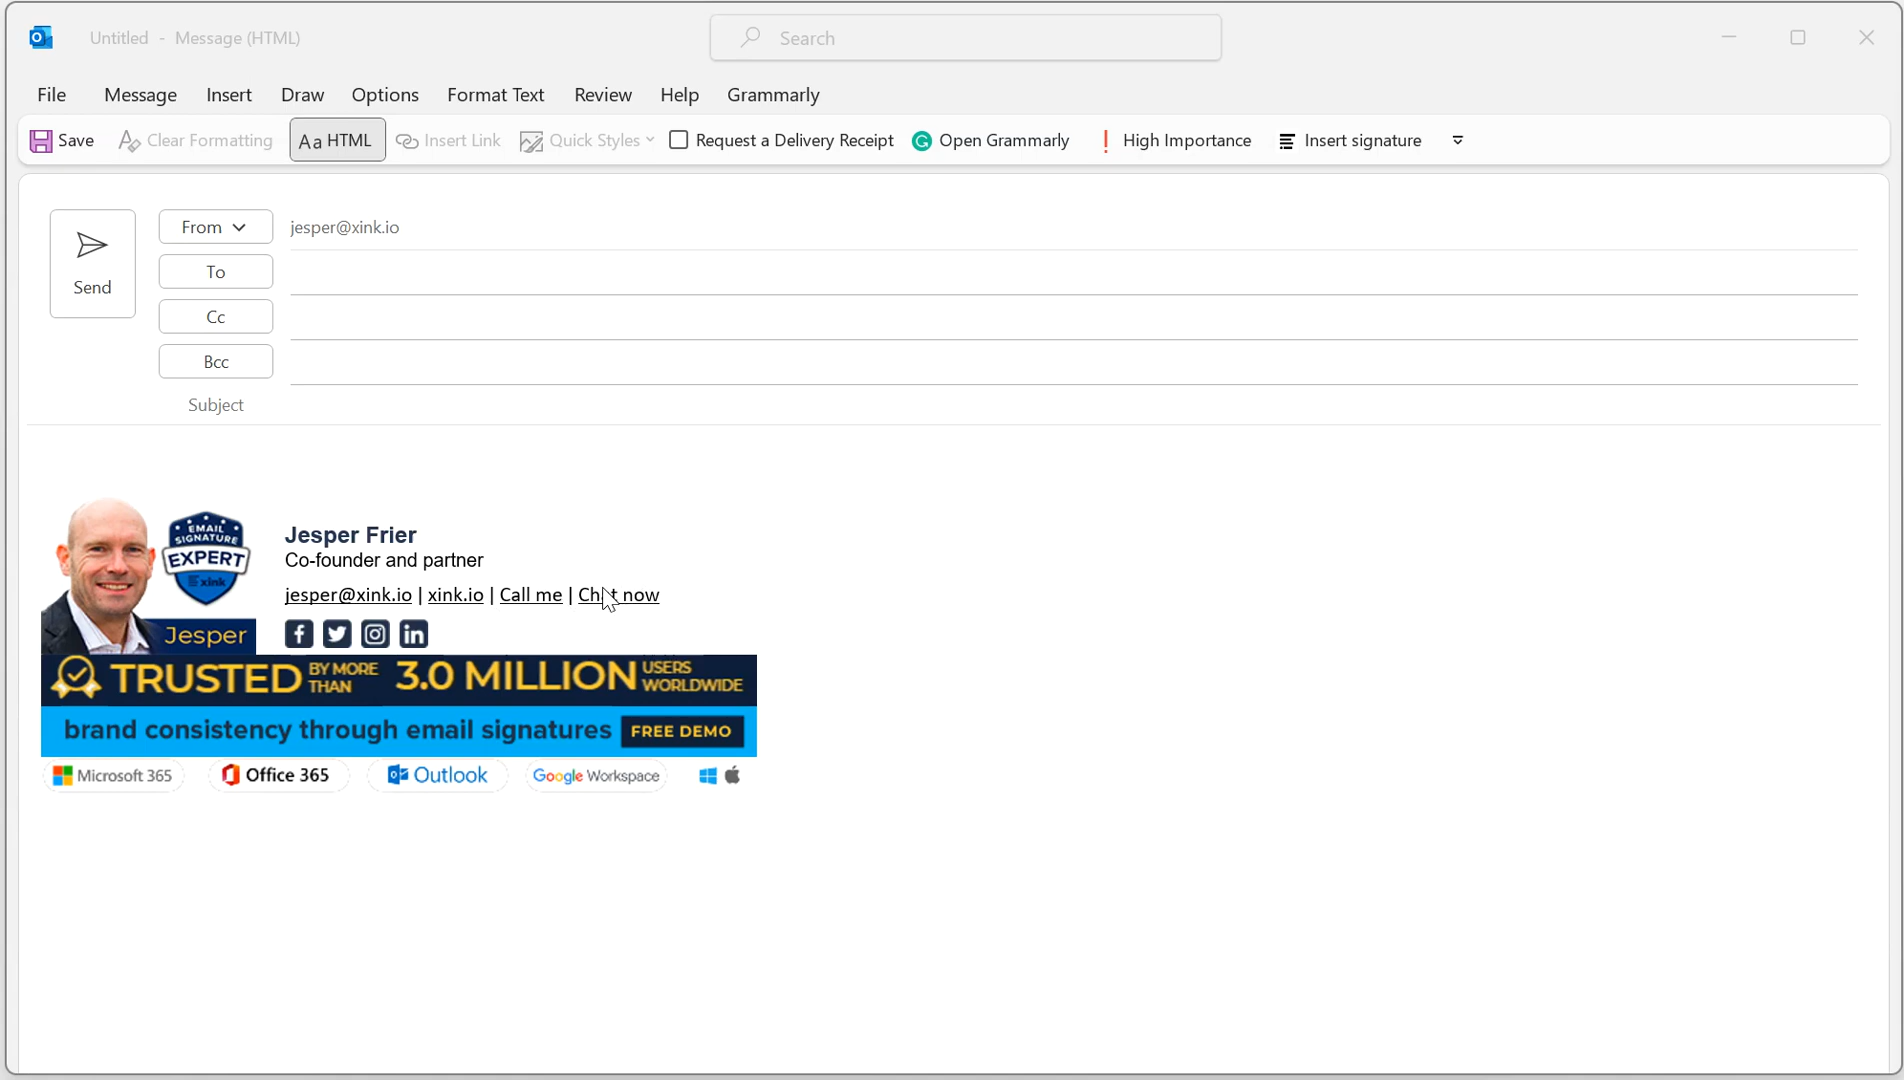 Untitled - Message (HTML)
Search
File Message Insert Draw Options Format Text Review Help Grammarly
Save Clear Formatting Aa HTML Insert Link Quick Styles Request a Delivery Receipt Open Grammarly High Importance Insert signature
From jesper@xink.io
To
Send
Cc
Bcc
Subject
EMAIL
SIGNATURE
EXPERT
xink
Jesper
Jesper Frier
Co-founder and partner
jesper@xink.io | xink.io | Call me | Chat now
TRUSTED BY MORE THAN 3.0 MILLION USERS WORLDWIDE
brand consistency through email signatures FREE DEMO
Microsoft 365 Office 365 Outlook Google Workspace